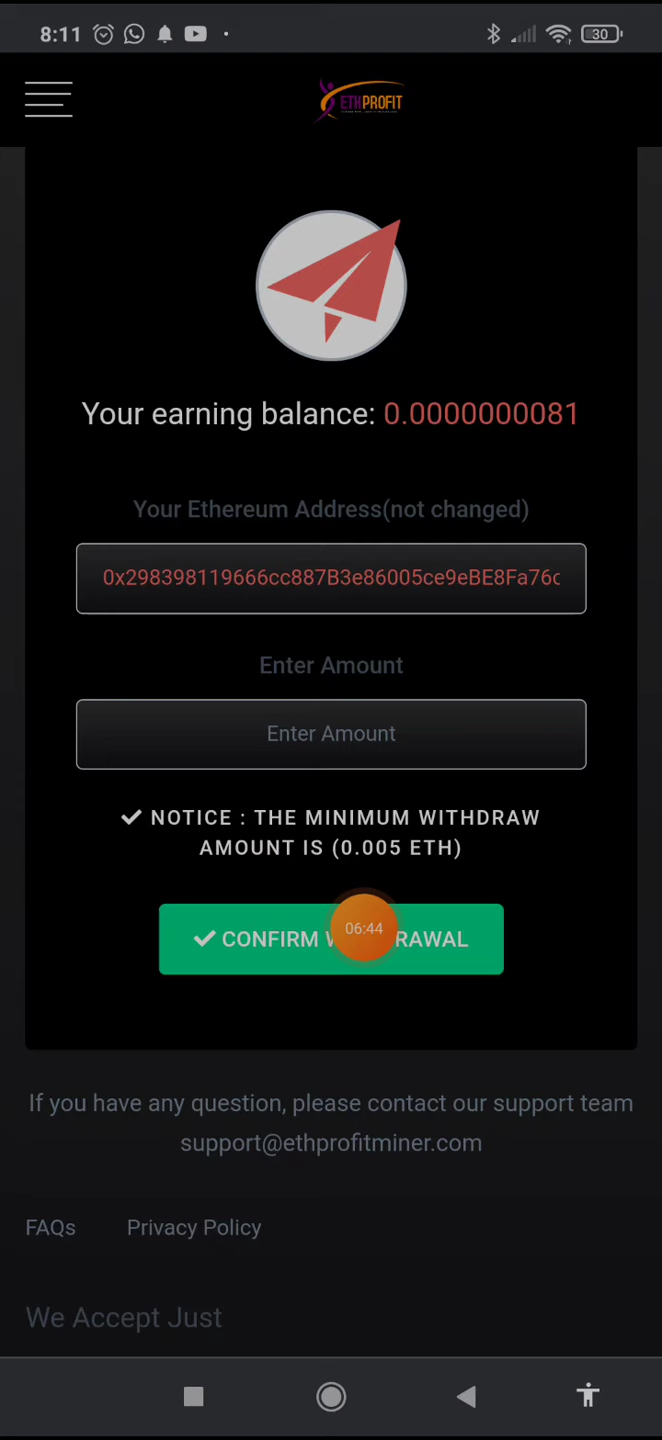 8:11
30
ETHPROFIT
Your earning balance: 0.0000000081
Your Ethereum Address(not changed)
0x298398119666cc887B3e86005ce9eBE8Fa76c
Enter Amount
Enter Amount
NOTICE : THE MINIMUM WITHDRAW
AMOUNT IS (0.005 ETH)
CONFIRM W
RAWAL
06:44
If you have any question, please contact our support team
support@ethprofitminer.com
FAQs Privacy Policy
We Accept Just